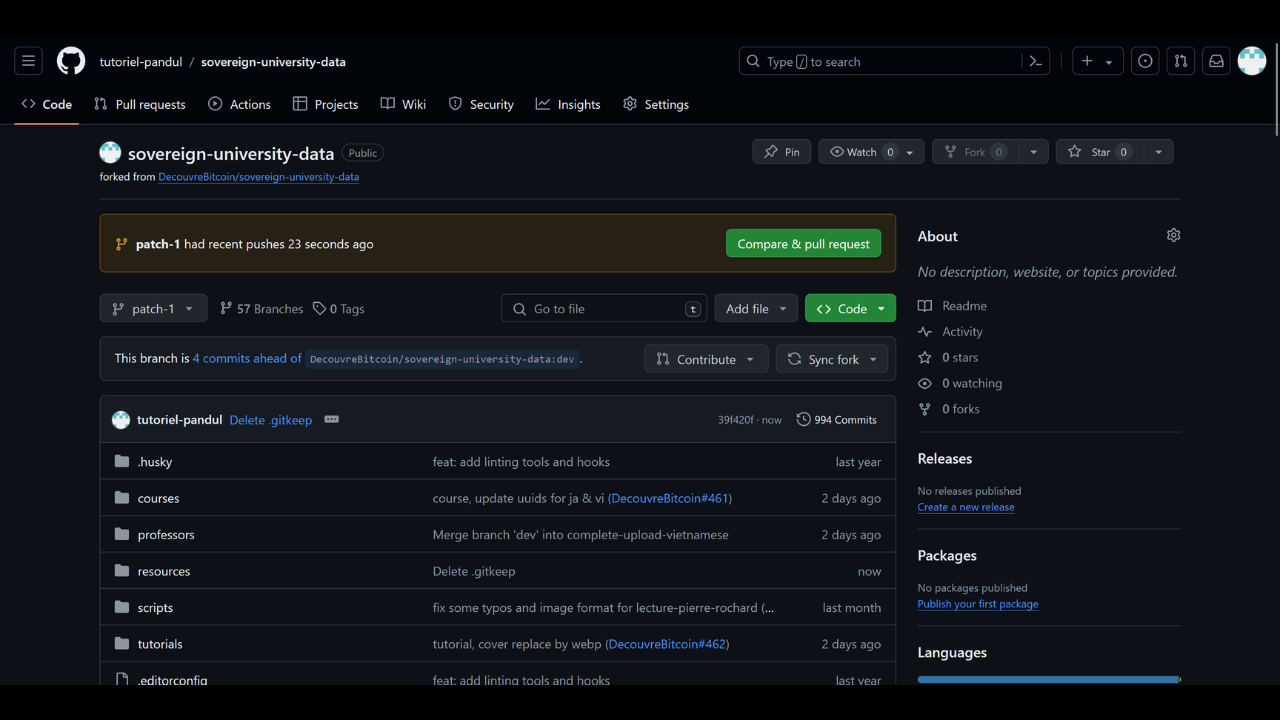 tutoriel-pandul / sovereign-university-data
Type / to search
Code Pull requests Actions Projects Wiki Security Insights Settings
sovereign-university-data Public
Pin Watch 0 Fork 0 Star 0
forked from DecouvreBitcoin/sovereign-university-data
patch-1 had recent pushes 23 seconds ago
Compare & pull request
patch-1 57 Branches 0 Tags Go to file t Add file Code
This branch is 4 commits ahead of DecouvreBitcoin/sovereign-university-data:dev .
Contribute Sync fork
tutoriel-pandul Delete .gitkeep 39f420f · now 994 Commits
.husky feat: add linting tools and hooks last year
courses course, update uuids for ja & vi (DecouvreBitcoin#461) 2 days ago
professors Merge branch 'dev' into complete-upload-vietnamese 2 days ago
resources Delete .gitkeep now
scripts fix some typos and image format for lecture-pierre-rochard (... last month
tutorials tutorial, cover replace by webp (DecouvreBitcoin#462) 2 days ago
.editorconfig feat: add linting tools and hooks last year
About
No description, website, or topics provided.
Readme
Activity
0 stars
0 watching
0 forks
Releases
No releases published
Create a new release
Packages
No packages published
Publish your first package
Languages